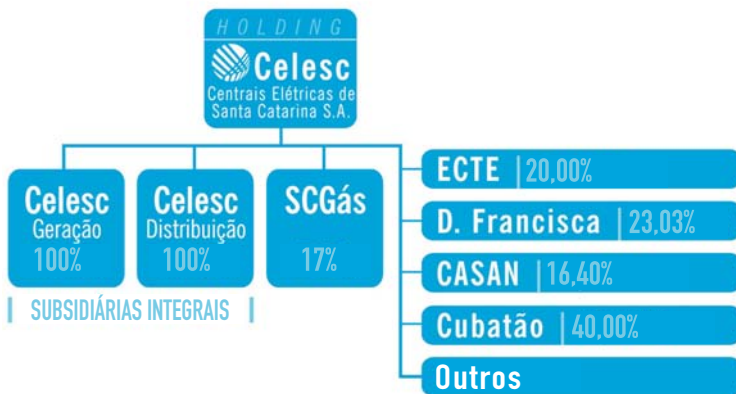 HOLDING
Celesc
Centrais Elétricas de
Santa Catarina S.A.
Celesc
Geração
100%
Celesc
Distribuição
100%
SCGás
17%
SUBSIDIÁRIAS INTEGRAIS
ECTE | 20,00%
D. Francisca | 23,03%
CASAN | 16,40%
Cubatão | 40,00%
Outros